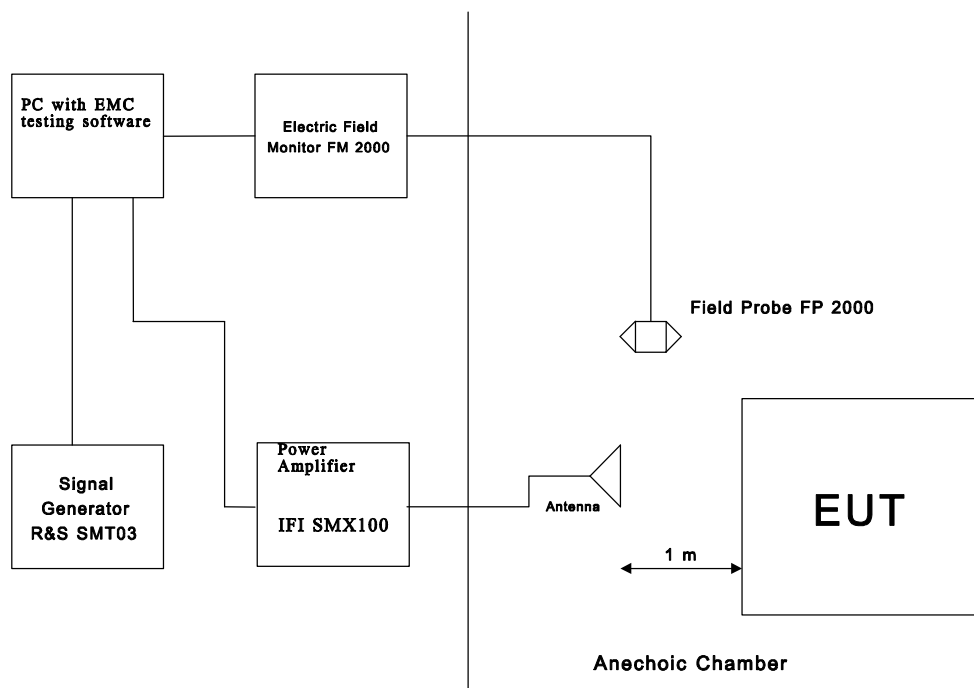 PC with EMC
testing software
Electric Field
Monitor FM 2000
Field Probe FP 2000
Signal
Generator
R&S SMT03
Power
Amplifier
IFI SMX100
Antenna
1 m
EUT
Anechoic Chamber